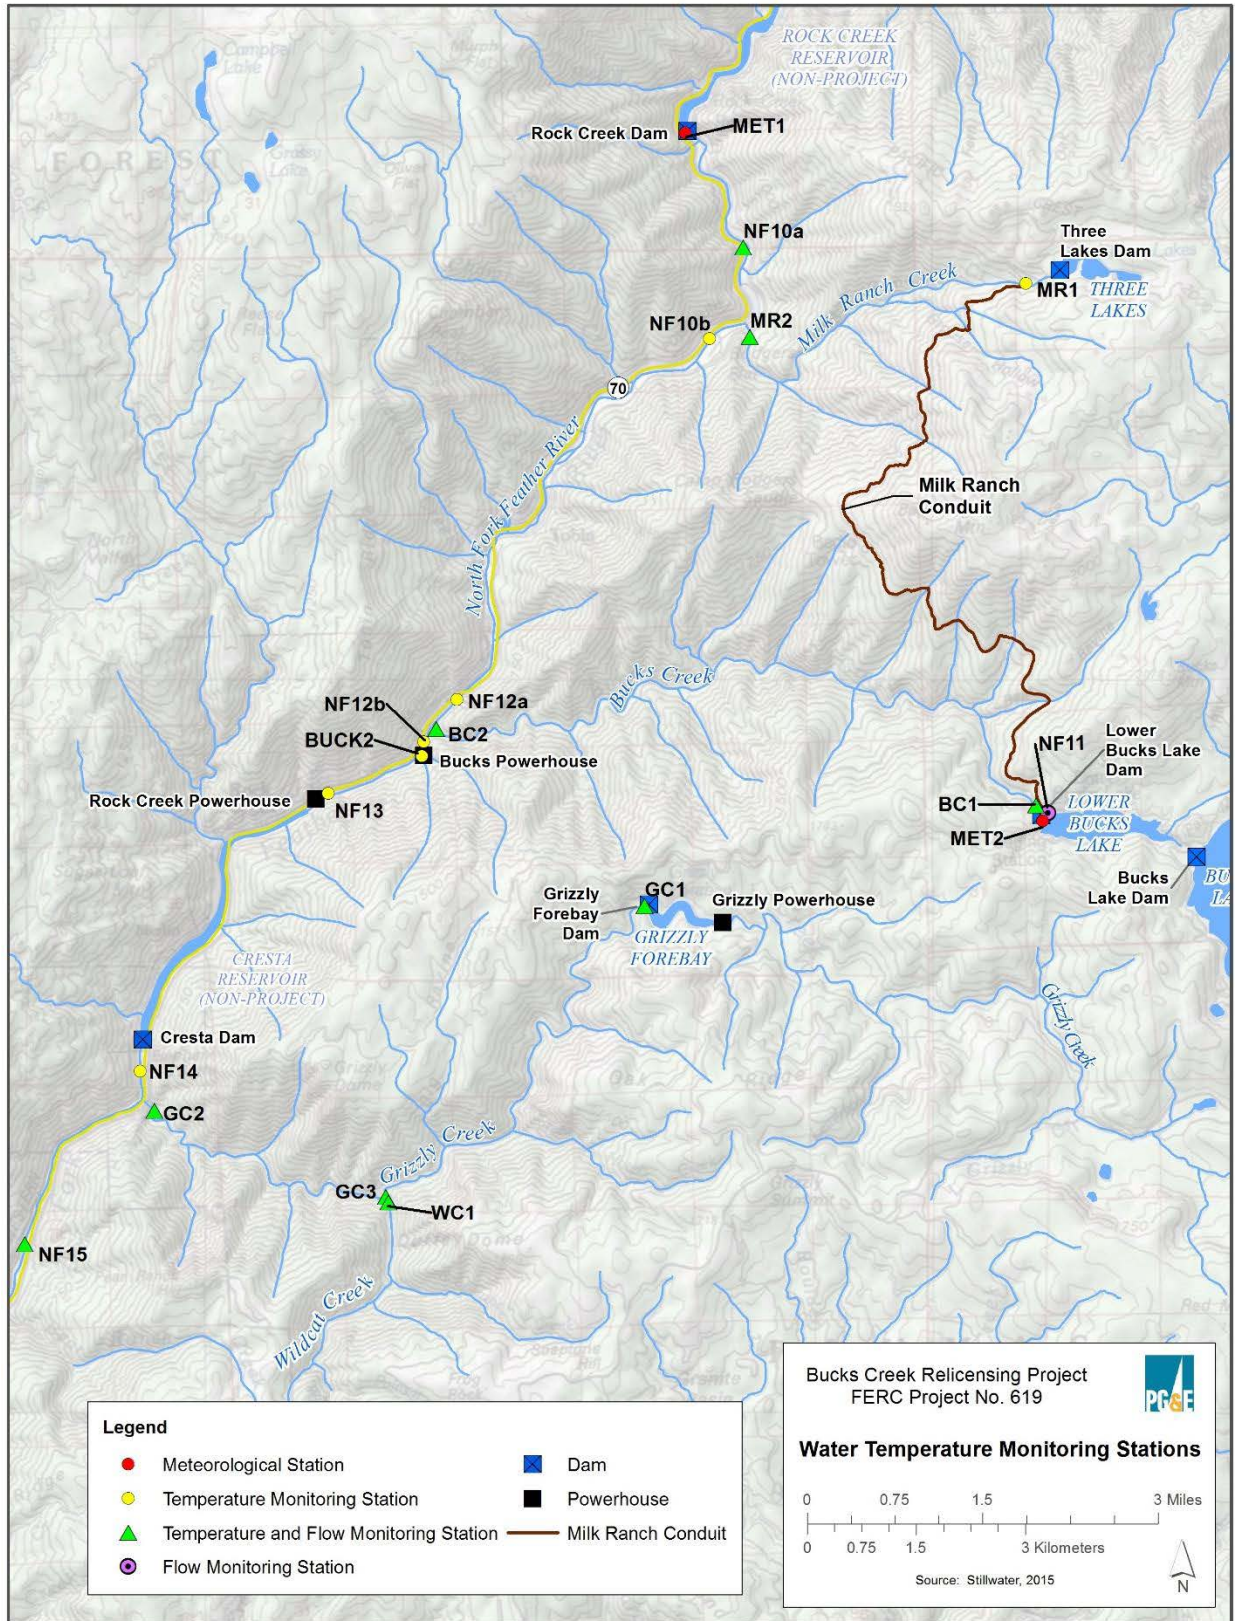 ROCK CREEK
RESERVOIR
(NON-PROJECT)
Rock Creek Dam
MET1
FOREST
NF10a
Three
Lakes Dam
Milk Ranch Creek
MR1
THREE
LAKES
NF10b
MR2
70
North Fork Feather River
Milk Ranch
Conduit
Bucks Creek
NF12a
NF12b
BC2
BUCK2
Bucks Powerhouse
Rock Creek Powerhouse
NF13
NF11
Lower
Bucks Lake
Dam
BC1
LOWER
BUCKS
LAKE
MET2
Bucks
Lake Dam
BU
LA
GC1
Grizzly
Forebay
Dam
Grizzly Powerhouse
GRIZZLY
FOREBAY
CRESTA
RESERVOIR
(NON-PROJECT)
Grizzly Creek
Cresta Dam
NF14
GC2
Grizzly Creek
GC3
WC1
NF15
Wildcat Creek
Legend
Meteorological Station
Temperature Monitoring Station
Temperature and Flow Monitoring Station
Flow Monitoring Station
Dam
Powerhouse
Milk Ranch Conduit
Bucks Creek Relicensing Project
FERC Project No. 619
PG&E
Water Temperature Monitoring Stations
0 0.75 1.5 3 Miles
0 0.75 1.5 3 Kilometers
Source: Stillwater, 2015
N